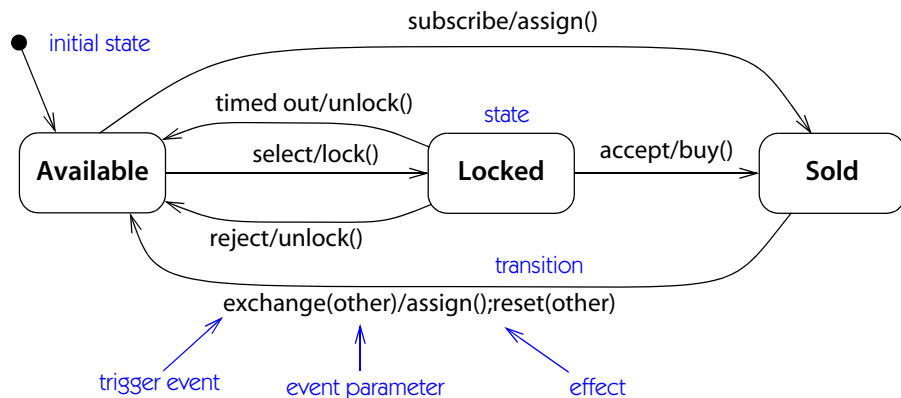 subscribe/assign()
initial state
timed out/unlock()
state
select/lock()
accept/buy()
Available
Locked
Sold
reject/unlock()
transition
exchange(other)/assign();reset(other)
trigger event
event parameter
effect